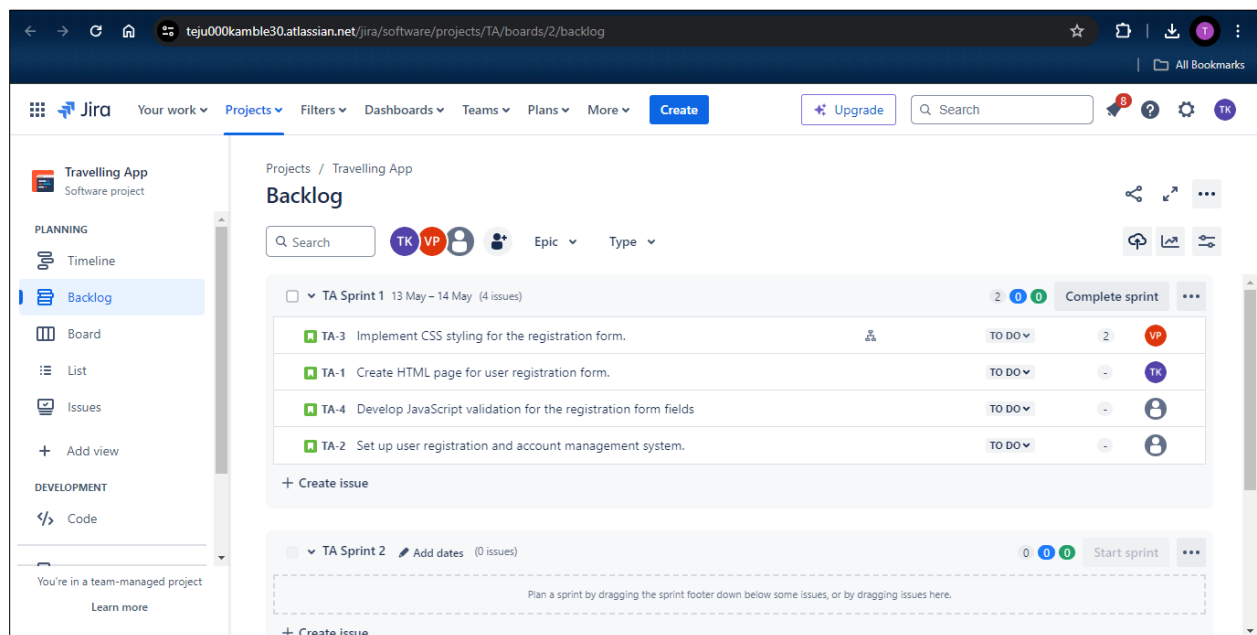 teju000kamble30.atlassian.net/jira/software/projects/TA/boards/2/backlog
T
All Bookmarks
Jira Your work Projects Filters Dashboards Teams Plans More Create Upgrade Search 8 TK
Travelling App
Software project
PLANNING
Timeline
Backlog
Board
List
Issues
Add view
DEVELOPMENT
Code
You're in a team-managed project
Learn more
Projects / Travelling App
Backlog
Search TK VP Epic Type
TA Sprint 1 13 May – 14 May (4 issues) 2 0 0 Complete sprint
TA-3 Implement CSS styling for the registration form. TO DO 2 VP
TA-1 Create HTML page for user registration form. TO DO - TK
TA-4 Develop JavaScript validation for the registration form fields TO DO -
TA-2 Set up user registration and account management system. TO DO -
+ Create issue
TA Sprint 2 Add dates (0 issues) 0 0 0 Start sprint
Plan a sprint by dragging the sprint footer down below some issues, or by dragging issues here.
+ Create issue